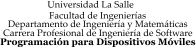 Universidad La Salle
Facultad de Ingenierías
Departamento de Ingeniería y Matemáticas
Carrera Profesional de Ingeniería de Software
Programación para Dispositivos Móviles